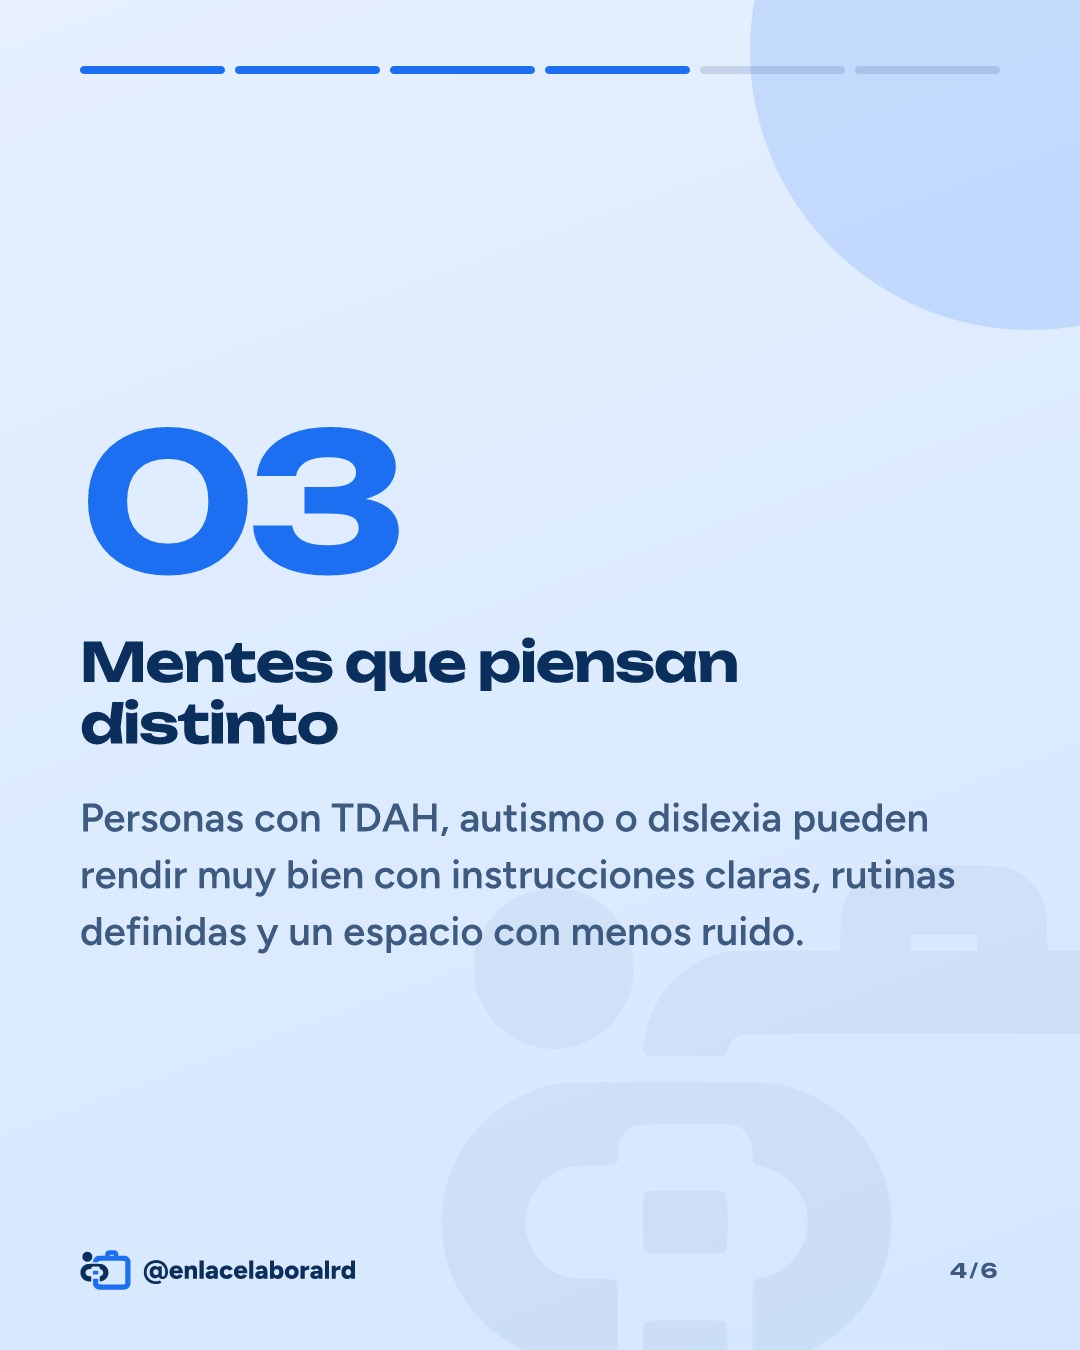 03
Mentes que piensan
distinto
Personas con TDAH, autismo o dislexia pueden
rendir muy bien con instrucciones claras, rutinas
definidas y un espacio con menos ruido.
@enlacelaboralrd
4/6